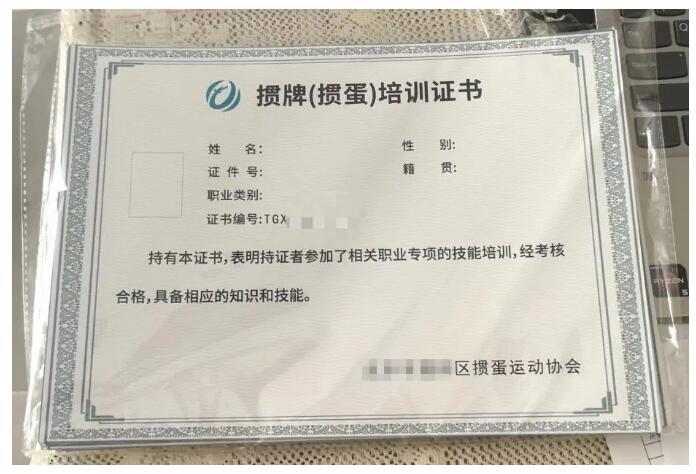 掼牌(掼蛋)培训证书
姓 名: 性 别:
证 件 号: 籍 贯:
职业类别:
证书编号:TGX
持有本证书,表明持证者参加了相关职业专项的技能培训,经考核
合格,具备相应的知识和技能。
区掼蛋运动协会
RYZEN
5